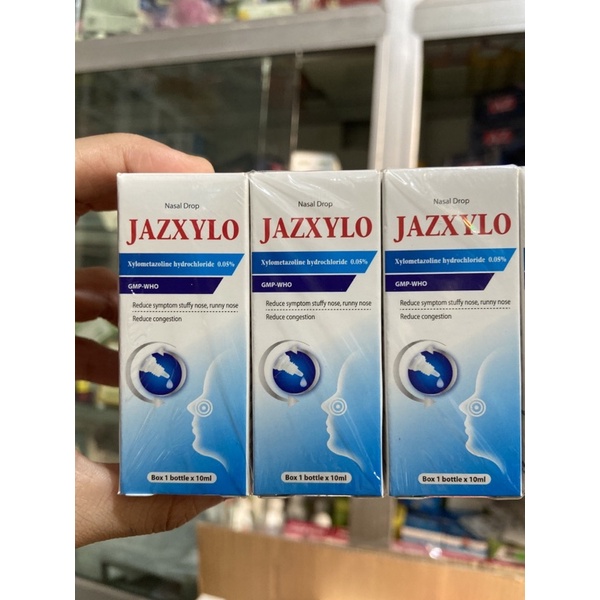 Nasal Drop
JAZXYLO
Xylometazoline hydrochloride 0.05%
GMP-WHO
Reduce symptom stuffy nose, runny nose
Reduce congestion
Box 1 bottle x 10ml
Nasal Drop
JAZXYLO
Xylometazoline hydrochloride 0.05%
GMP-WHO
Reduce symptom stuffy nose, runny nose
Reduce congestion
Box 1 bottle x 10ml
Nasal Drop
JAZXYLO
Xylometazoline hydrochloride 0.05%
GMP-WHO
Reduce symptom stuffy nose, runny nose
Reduce congestion
Box 1 bottle x 10ml